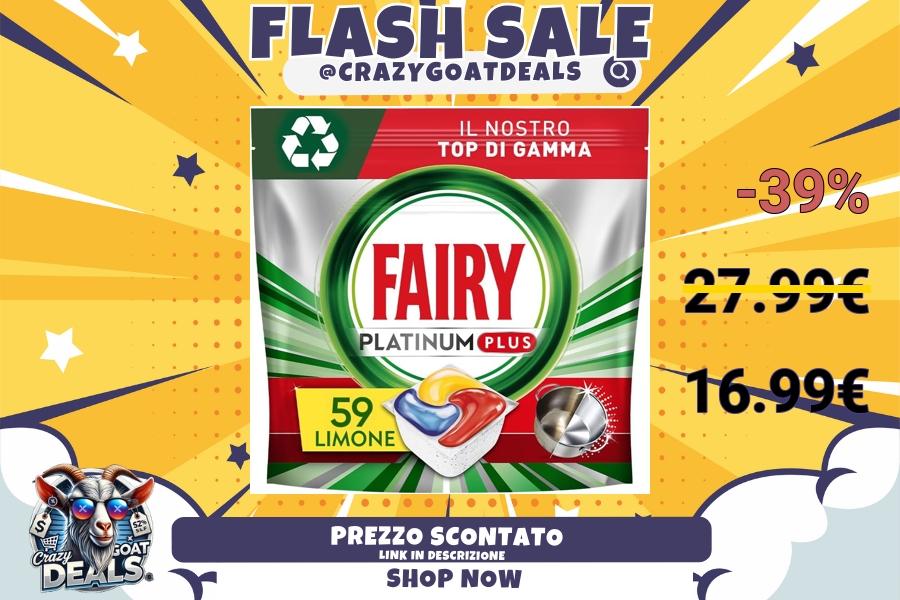 FLASH SALE
@CRAZYGOATDEALS
IL NOSTRO
TOP DI GAMMA
-39%
27.99€
FAIRY
PLATINUM PLUS
16.99€
59
LIMONE
PREZZO SCONTATO
LINK IN DESCRIZIONE
SHOP NOW
$
52%
Crazy
GOAT
DEALS